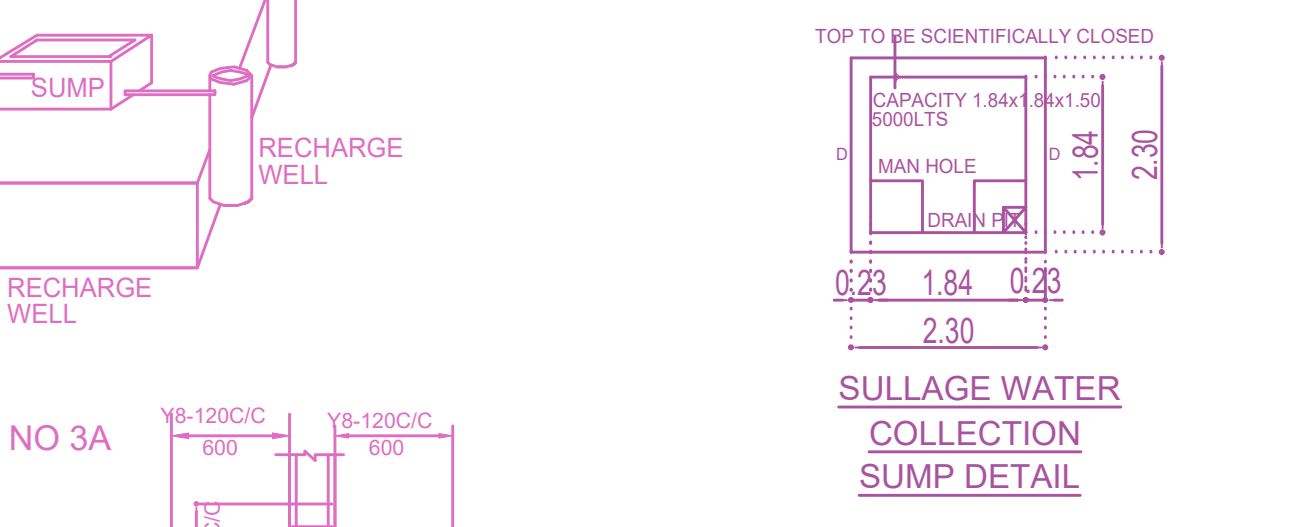 SUMP
RECHARGE
WELL
RECHARGE
WELL
NO 3A
Y8-120C/C
600
Y8-120C/C
600
C/C
TOP TO BE SCIENTIFICALLY CLOSED
CAPACITY 1.84x1.84x1.50
5000LTS
D
D
MAN HOLE
DRAIN PIT
1.84
2.30
0.23
1.84
0.23
2.30
SULLAGE WATER
COLLECTION
SUMP DETAIL